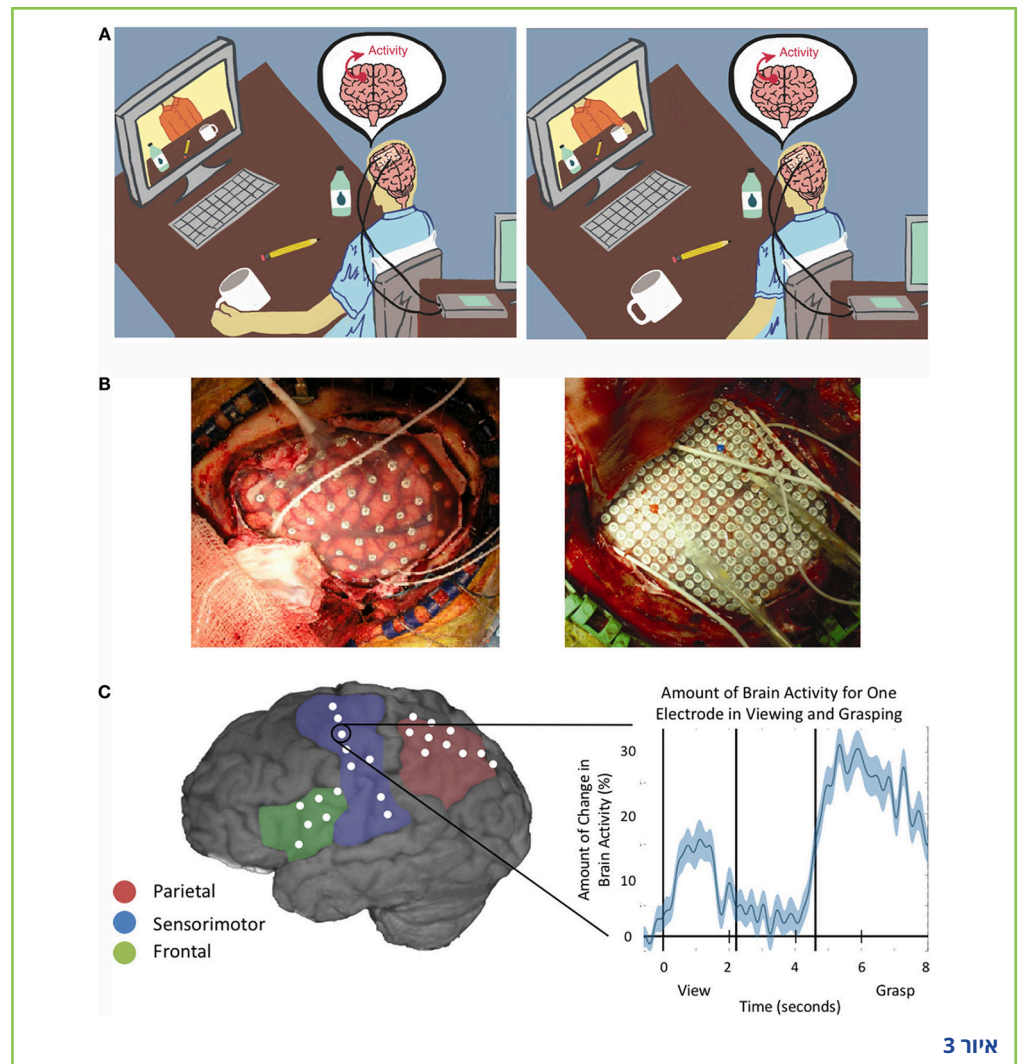 A
Activity
Activity
B
C
Parietal
Sensorimotor
Frontal
Amount of Brain Activity for One
Electrode in Viewing and Grasping
Amount of Change in
Brain Activity (%)
30
20
10
0
0 2 4 6 8
View Grasp
Time (seconds)
איור 3